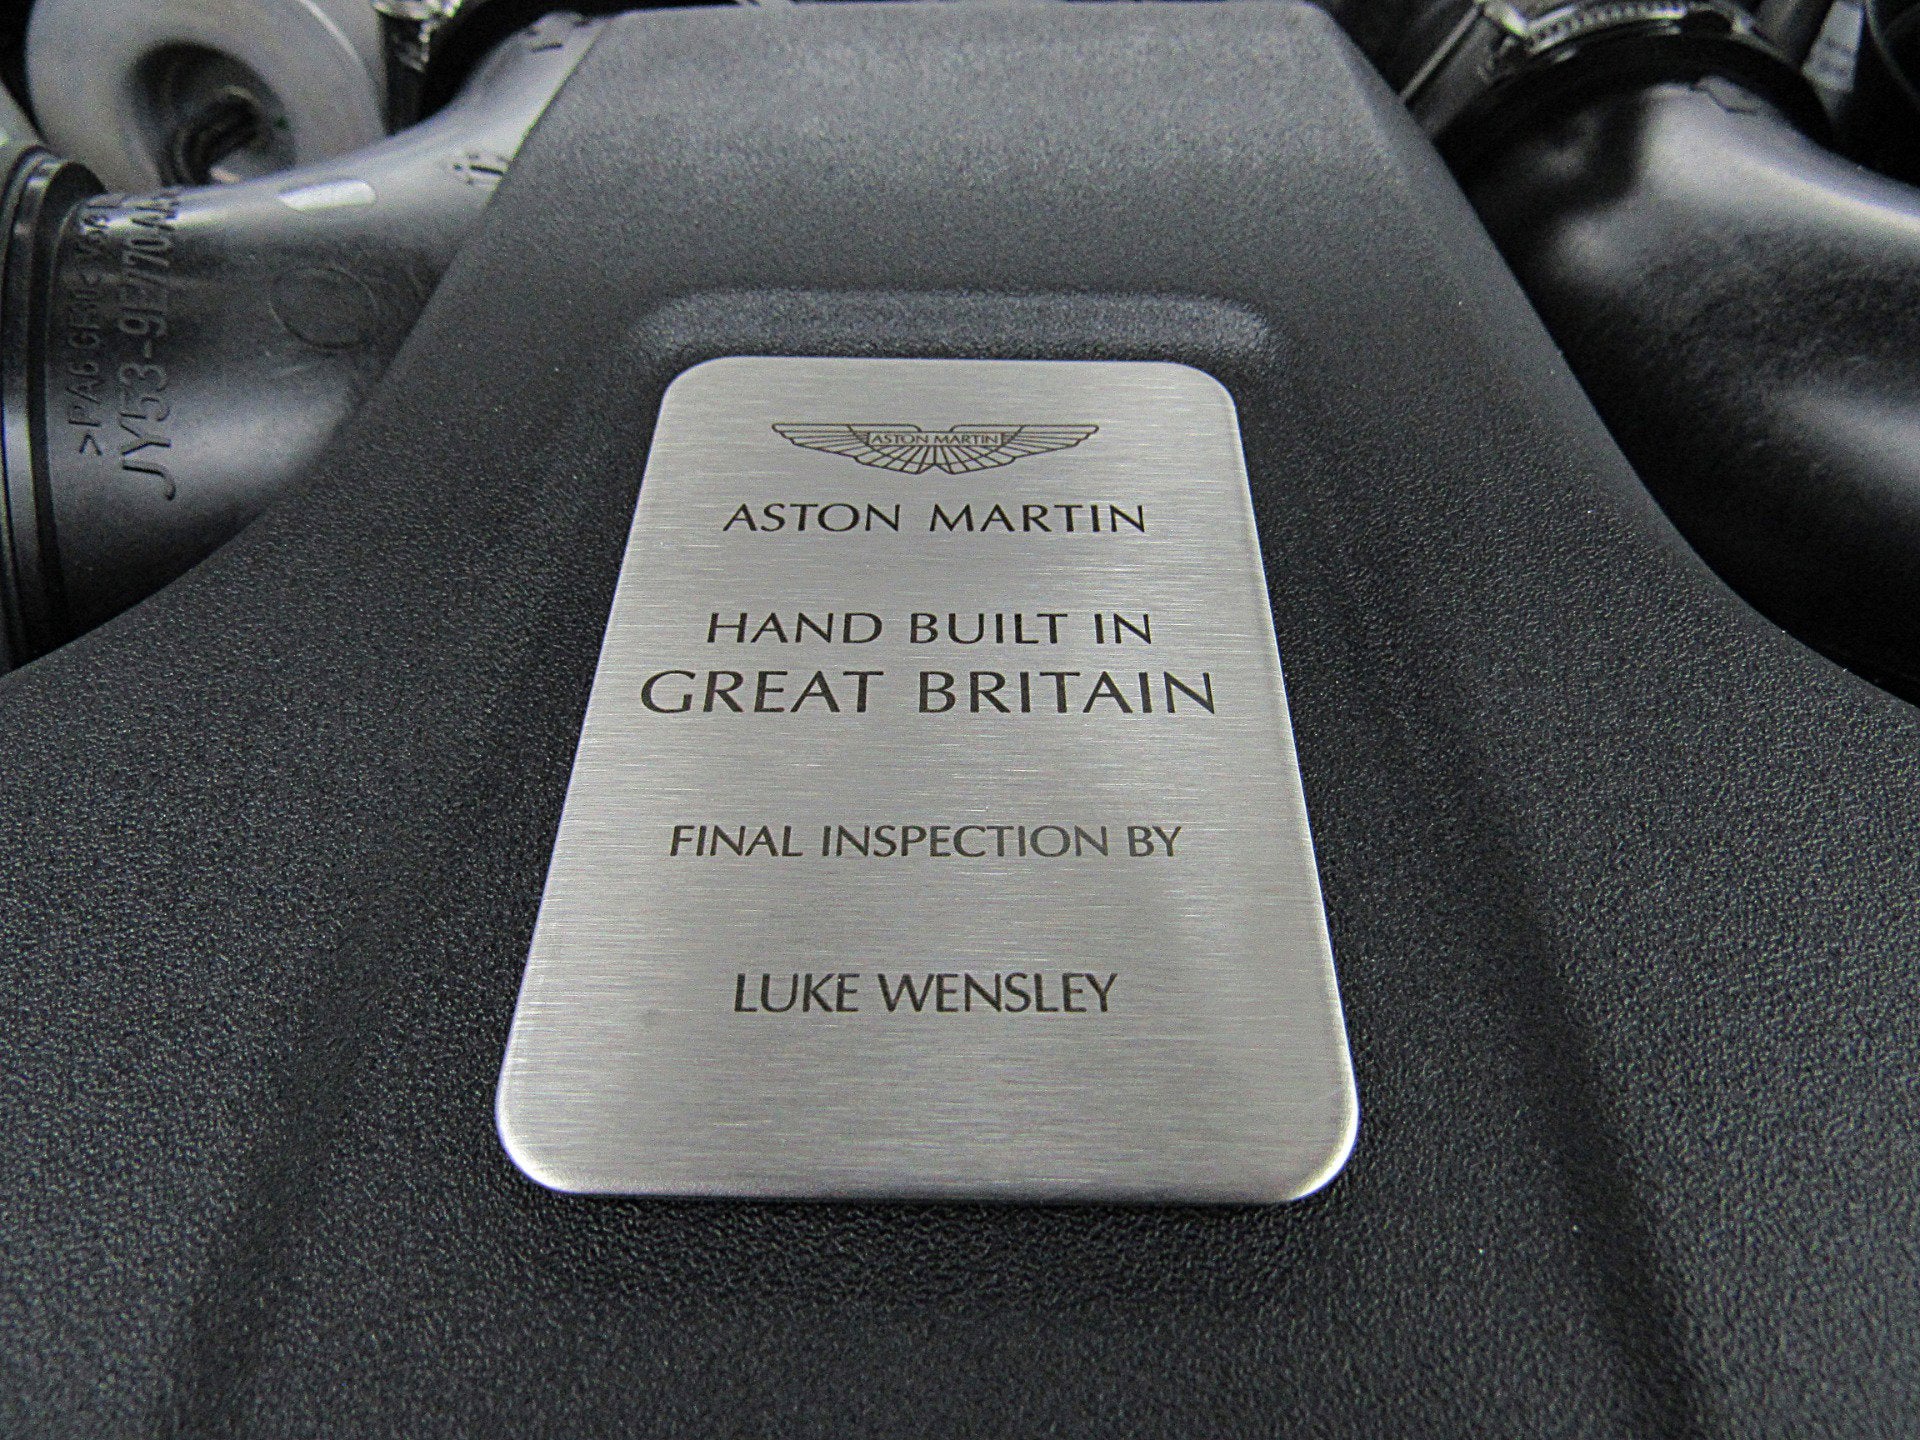 ASTON MARTIN
ASTON MARTIN
HAND BUILT IN
GREAT BRITAIN
FINAL INSPECTION BY
LUKE WENSLEY